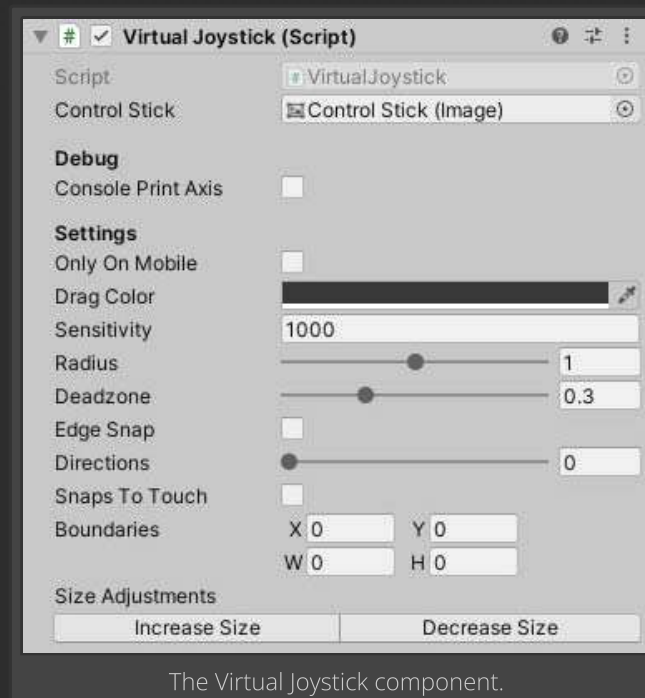 # Virtual Joystick (Script)
Script # VirtualJoystick
Control Stick Control Stick (Image)
Debug
Console Print Axis
Settings
Only On Mobile
Drag Color
Sensitivity 1000
Radius 1
Deadzone 0.3
Edge Snap
Directions 0
Snaps To Touch
Boundaries X 0 Y 0
W 0 H 0
Size Adjustments
Increase Size Decrease Size
The Virtual Joystick component.